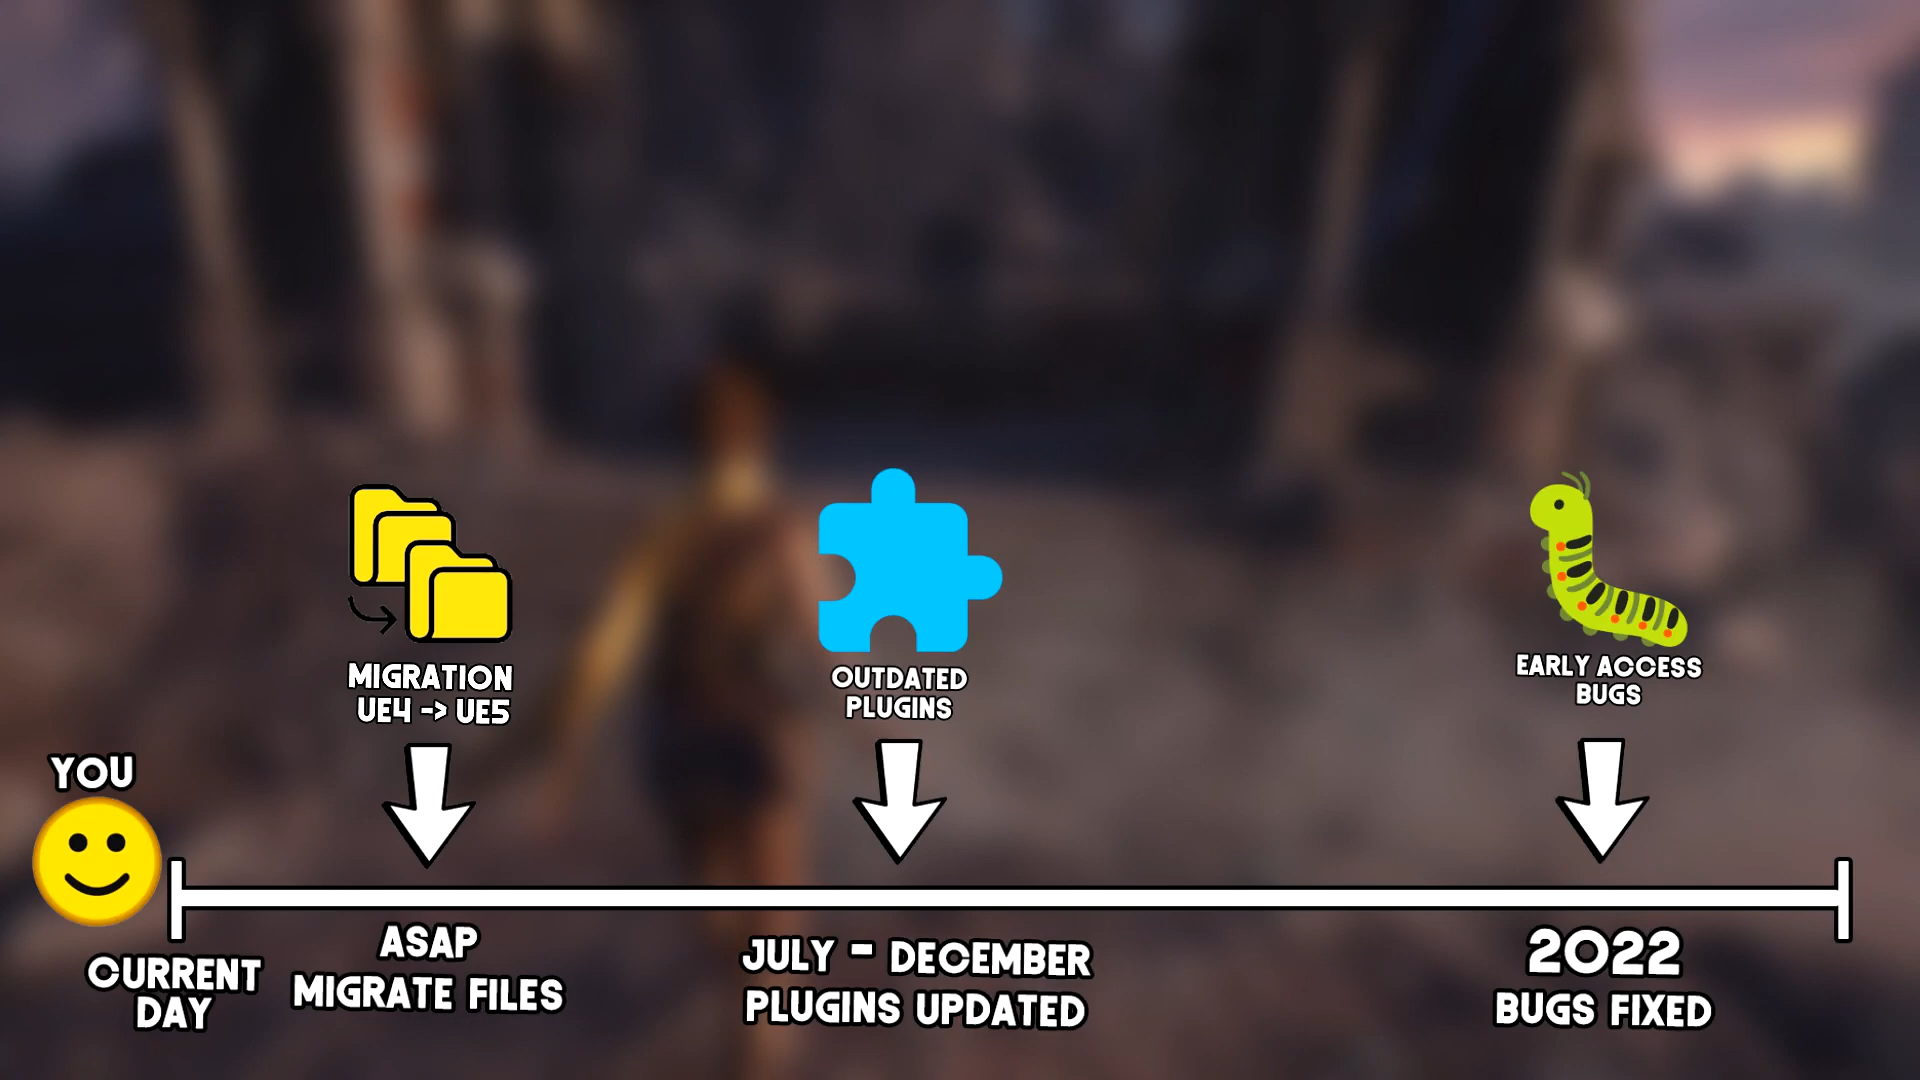 MIGRATION
UE4 -> UE5
OUTDATED
PLUGINS
EARLY ACCESS
BUGS
YOU
CURRENT
DAY
ASAP
MIGRATE FILES
JULY - DECEMBER
PLUGINS UPDATED
2022
BUGS FIXED